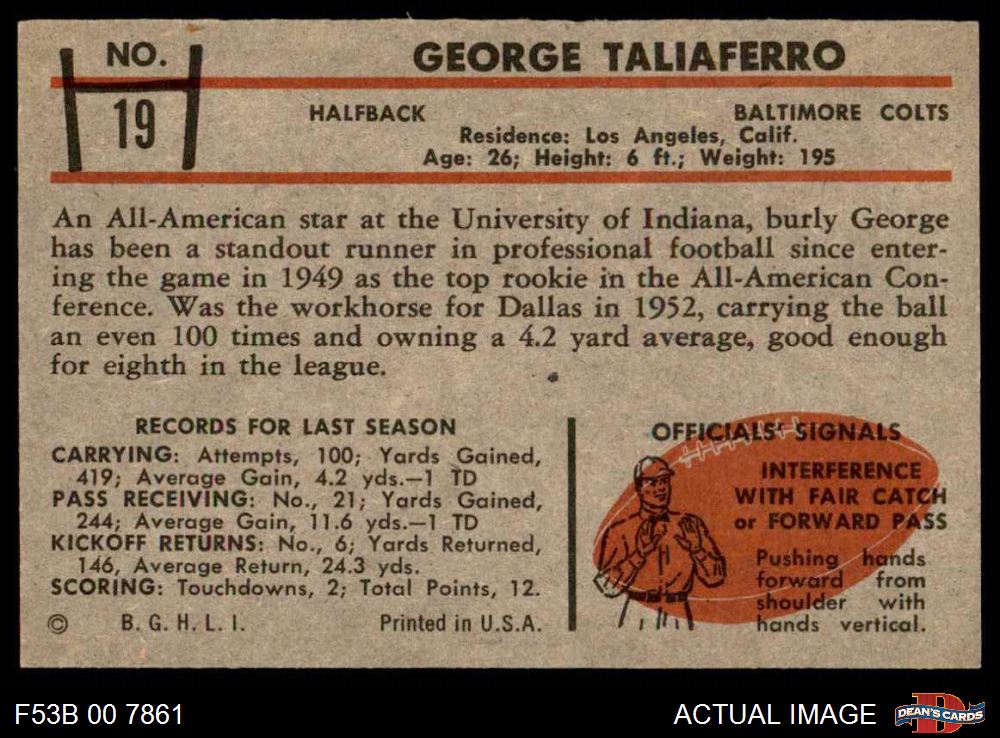 NO.
19
GEORGE TALIAFERRO
HALFBACK
BALTIMORE COLTS
Residence: Los Angeles, Calif.
Age: 26; Height: 6 ft.; Weight: 195
An All-American star at the University of Indiana, burly George
has been a standout runner in professional football since enter-
ing the game in 1949 as the top rookie in the All-American Con-
ference. Was the workhorse for Dallas in 1952, carrying the ball
an even 100 times and owning a 4.2 yard average, good enough
for eighth in the league.
RECORDS FOR LAST SEASON
CARRYING: Attempts, 100; Yards Gained,
419; Average Gain, 4.2 yds.—1 TD
PASS RECEIVING: No., 21; Yards Gained,
244; Average Gain, 11.6 yds.—1 TD
KICKOFF RETURNS: No., 6; Yards Returned,
146, Average Return, 24.3 yds.
SCORING: Touchdowns, 2; Total Points, 12.
© B. G. H. L. I. Printed in U.S.A.
OFFICIALS' SIGNALS
INTERFERENCE
WITH FAIR CATCH
or FORWARD PASS
Pushing hands
forward from
shoulder with
hands vertical.
F53B 00 7861
ACTUAL IMAGE
D
DEAN'S CARDS